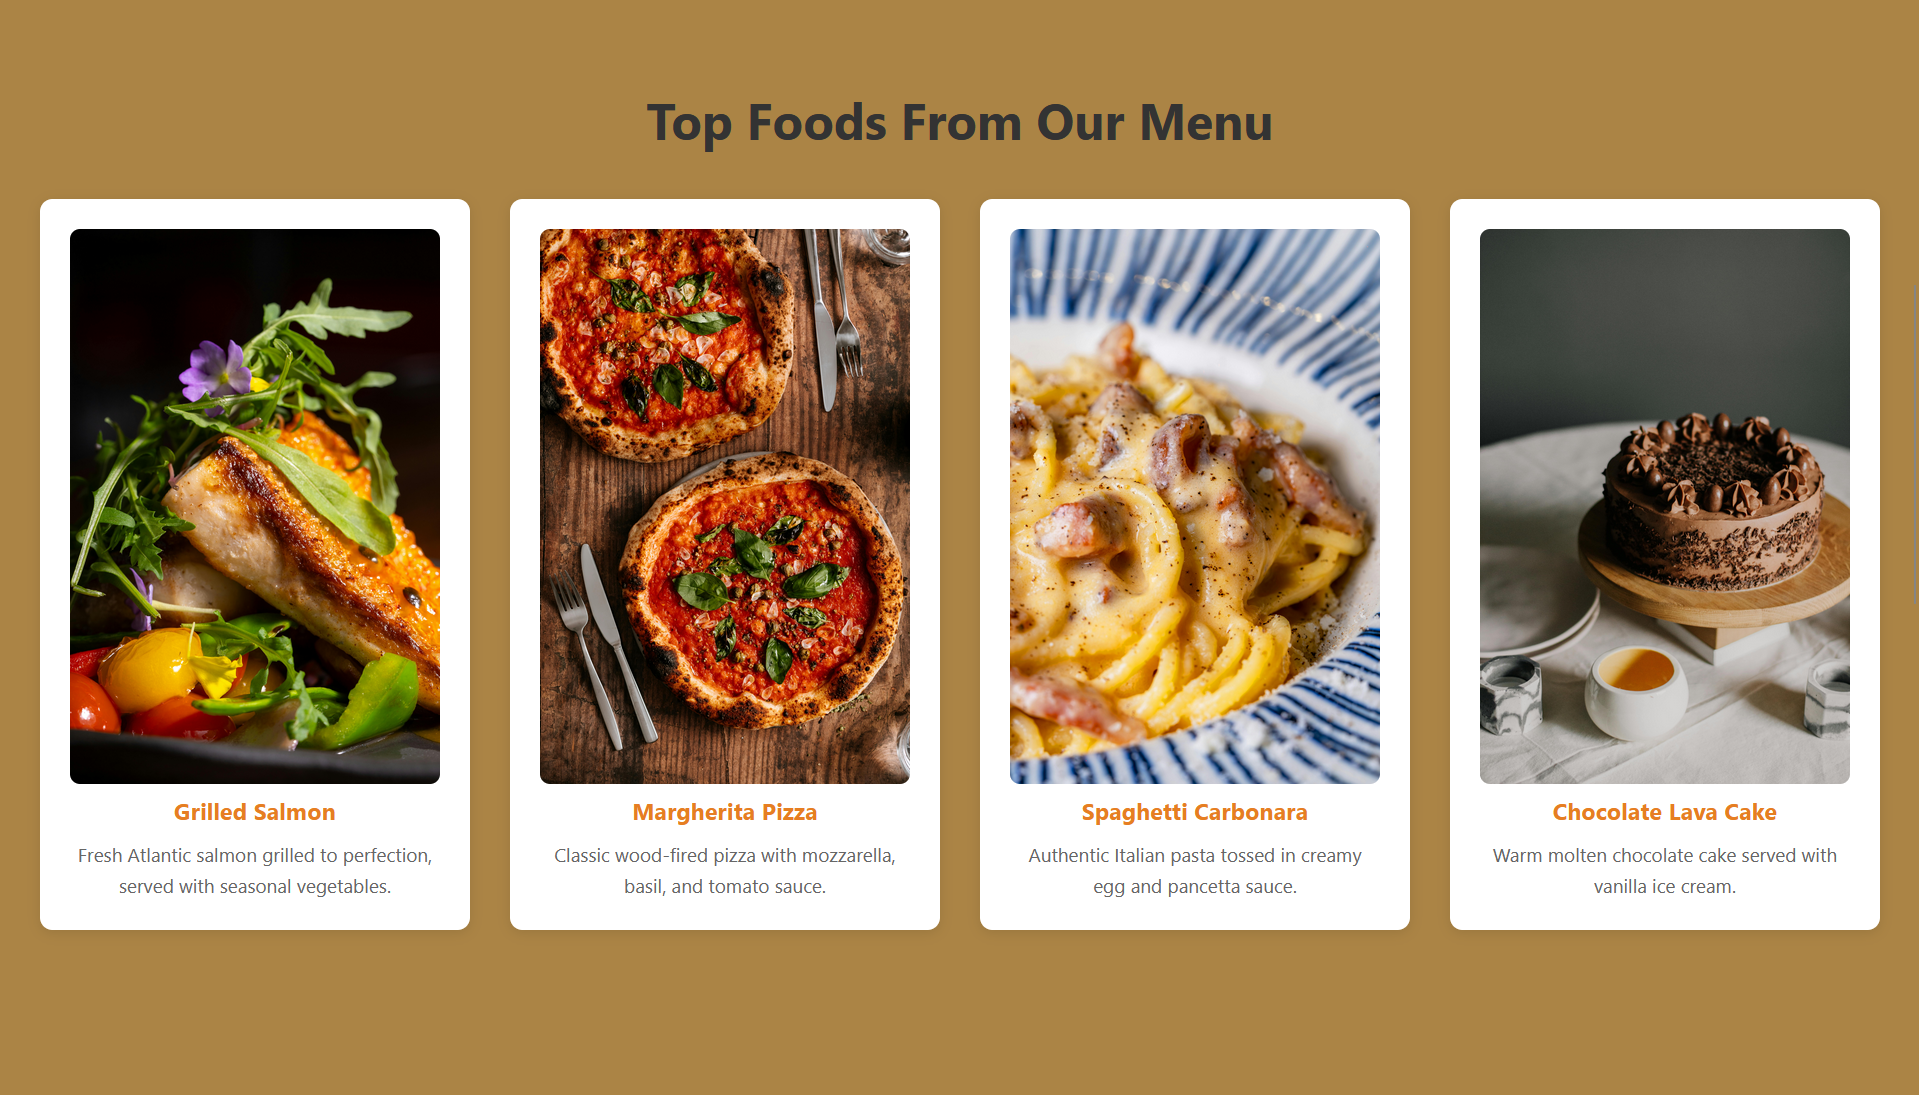 Top Foods From Our Menu
Grilled Salmon
Fresh Atlantic salmon grilled to perfection,
served with seasonal vegetables.
Margherita Pizza
Classic wood-fired pizza with mozzarella,
basil, and tomato sauce.
Spaghetti Carbonara
Authentic Italian pasta tossed in creamy
egg and pancetta sauce.
Chocolate Lava Cake
Warm molten chocolate cake served with
vanilla ice cream.